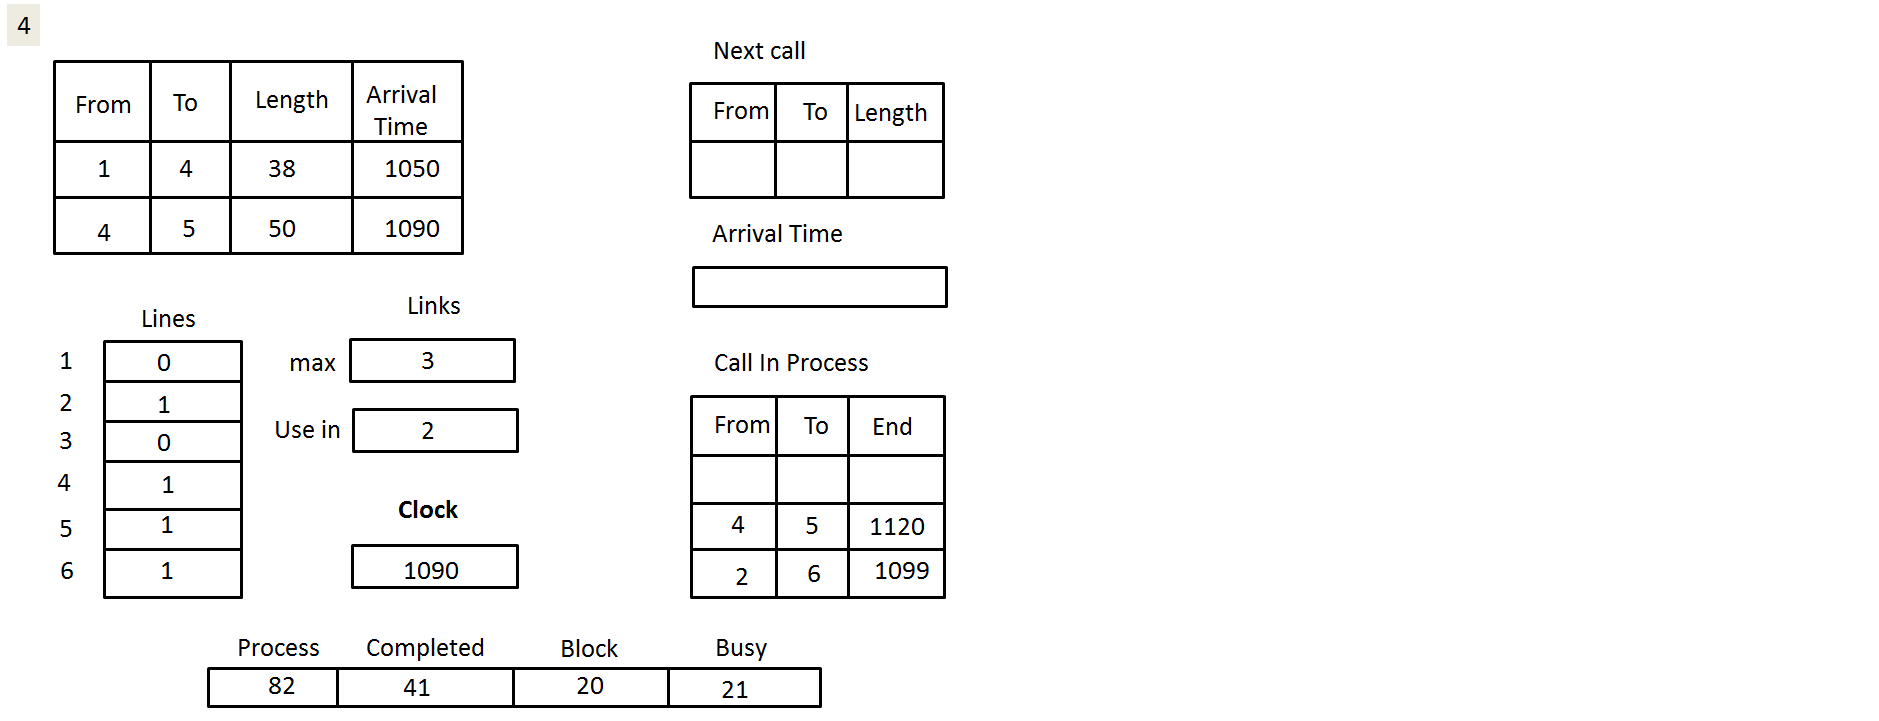 4
From To Length Arrival Time
1 4 38 1050
4 5 50 1090
Next call
From To Length
Arrival Time
Lines
1 0
2 1
3 0
4 1
5 1
6 1
Links
max 3
Use in 2
Clock
1090
Call In Process
From To End
4 5 1120
2 6 1099
Process Completed Block Busy
82 41 20 21